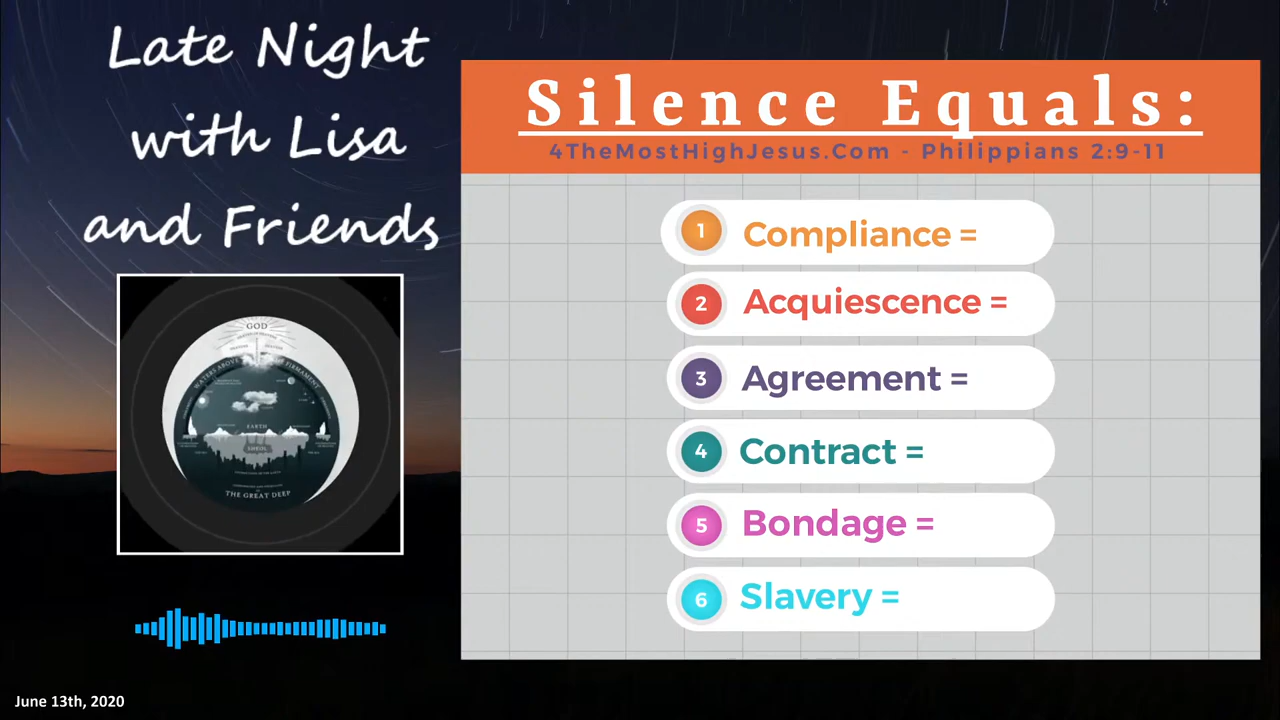 Late Night
with Lisa
and Friends
GOD
WATERS ABOVE
FIRMAMENT
EARTH
SHEOL
THE GREAT DEEP
June 13th, 2020
Silence Equals:
4TheMostHighJesus.Com - Philippians 2:9-11
1 Compliance =
2 Acquiescence =
3 Agreement =
4 Contract =
5 Bondage =
6 Slavery =